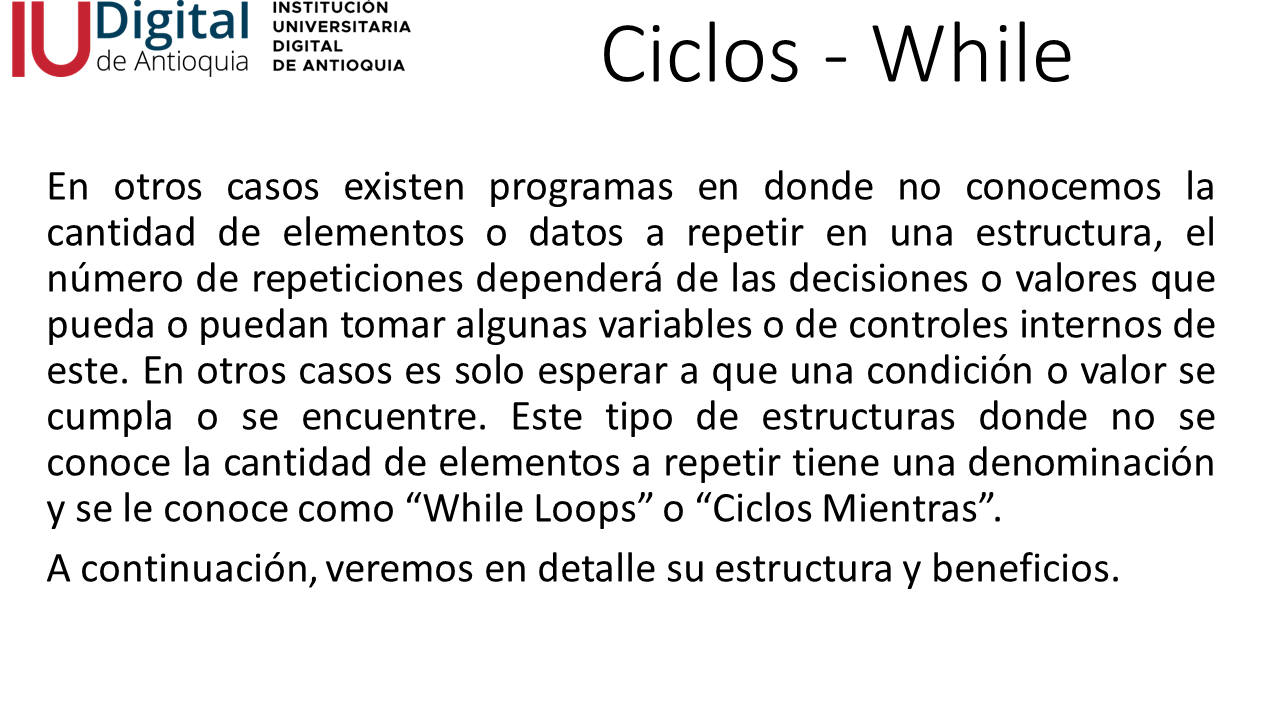 IU Digital
de Antioquia
INSTITUCIÓN
UNIVERSITARIA
DIGITAL
DE ANTIOQUIA
Ciclos - While
En otros casos existen programas en donde no conocemos la
cantidad de elementos o datos a repetir en una estructura, el
número de repeticiones dependerá de las decisiones o valores que
pueda o puedan tomar algunas variables o de controles internos de
este. En otros casos es solo esperar a que una condición o valor se
cumpla o se encuentre. Este tipo de estructuras donde no se
conoce la cantidad de elementos a repetir tiene una denominación
y se le conoce como “While Loops” o “Ciclos Mientras”.
A continuación, veremos en detalle su estructura y beneficios.